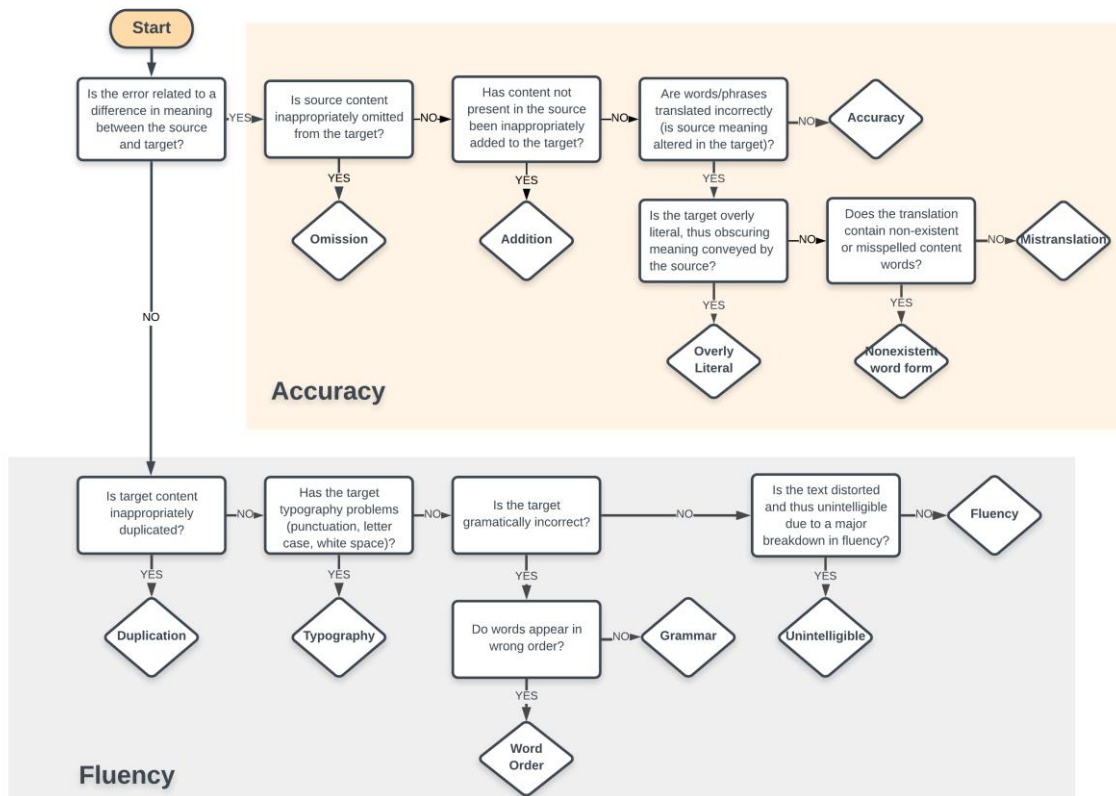 Start
Is the error related to a
difference in meaning
between the source
and target?
YES
Is source content
inappropriately omitted
from the target?
NO
Has content not
present in the source
been inappropriately
added to the target?
NO
Are words/phrases
translated incorrectly
(is source meaning
altered in the target)?
NO
Accuracy
YES
Omission
YES
Addition
YES
Is the target overly
literal, thus obscuring
meaning conveyed by
the source?
NO
Does the translation
contain non-existent
or misspelled content
words?
NO
Mistranslation
YES
Overly
Literal
YES
Nonexistent
word form
Accuracy
NO
Is target content
inappropriately
duplicated?
NO
Has the target
typography problems
(punctuation, letter
case, white space)?
NO
Is the target
gramatically incorrect?
NO
Is the text distorted
and thus unintelligible
due to a major
breakdown in fluency?
NO
Fluency
YES
Duplication
YES
Typography
YES
Do words appear in
wrong order?
NO
Grammar
YES
Unintelligible
YES
Word
Order
Fluency